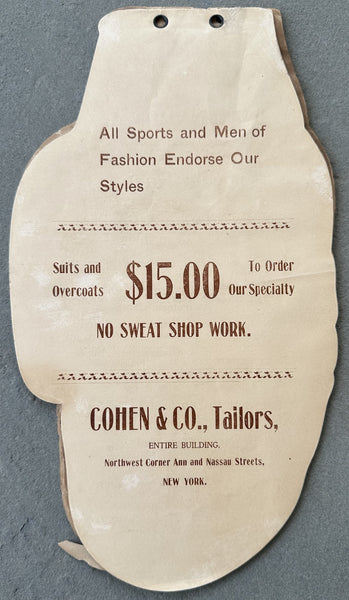 All Sports and Men of
Fashion Endorse Our
Styles
Suits and Overcoats $15.00 To Order Our Specialty
NO SWEAT SHOP WORK.
COHEN & CO., Tailors,
ENTIRE BUILDING,
Northwest Corner Ann and Nassau Streets,
NEW YORK.